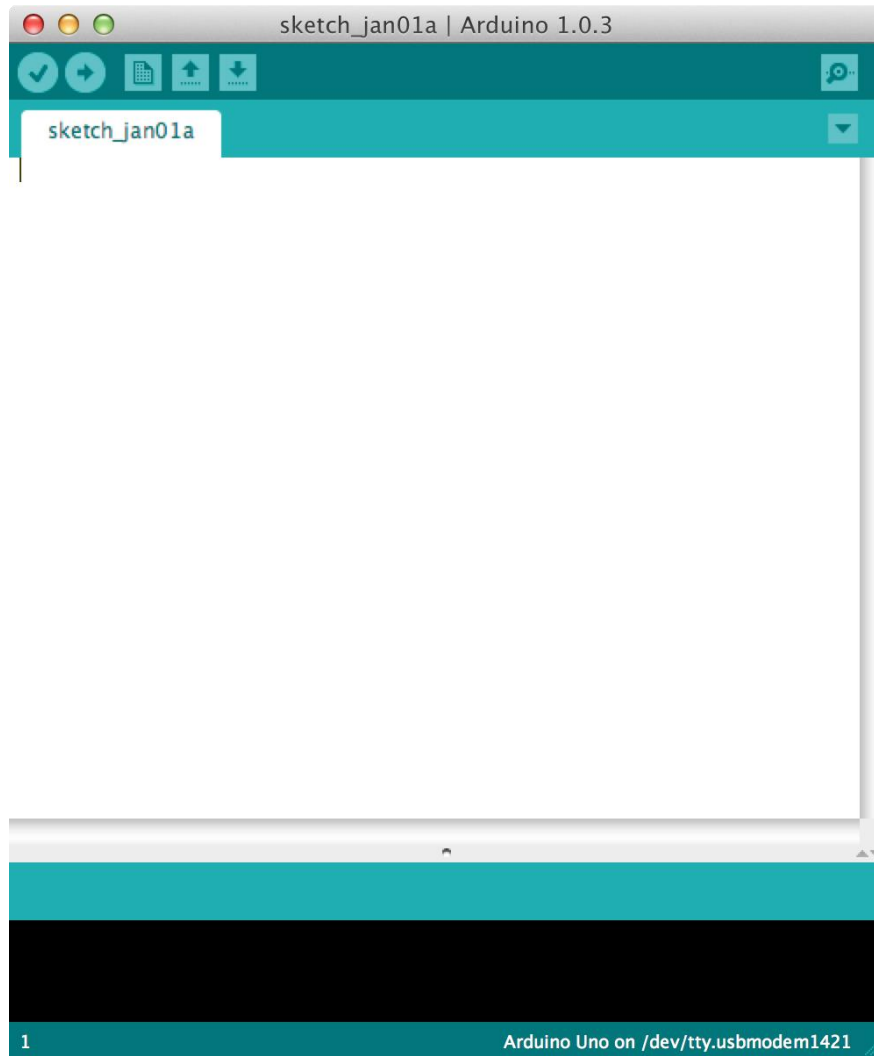 sketch_jan01a | Arduino 1.0.3
sketch_jan01a
1
Arduino Uno on /dev/tty.usbmodem1421